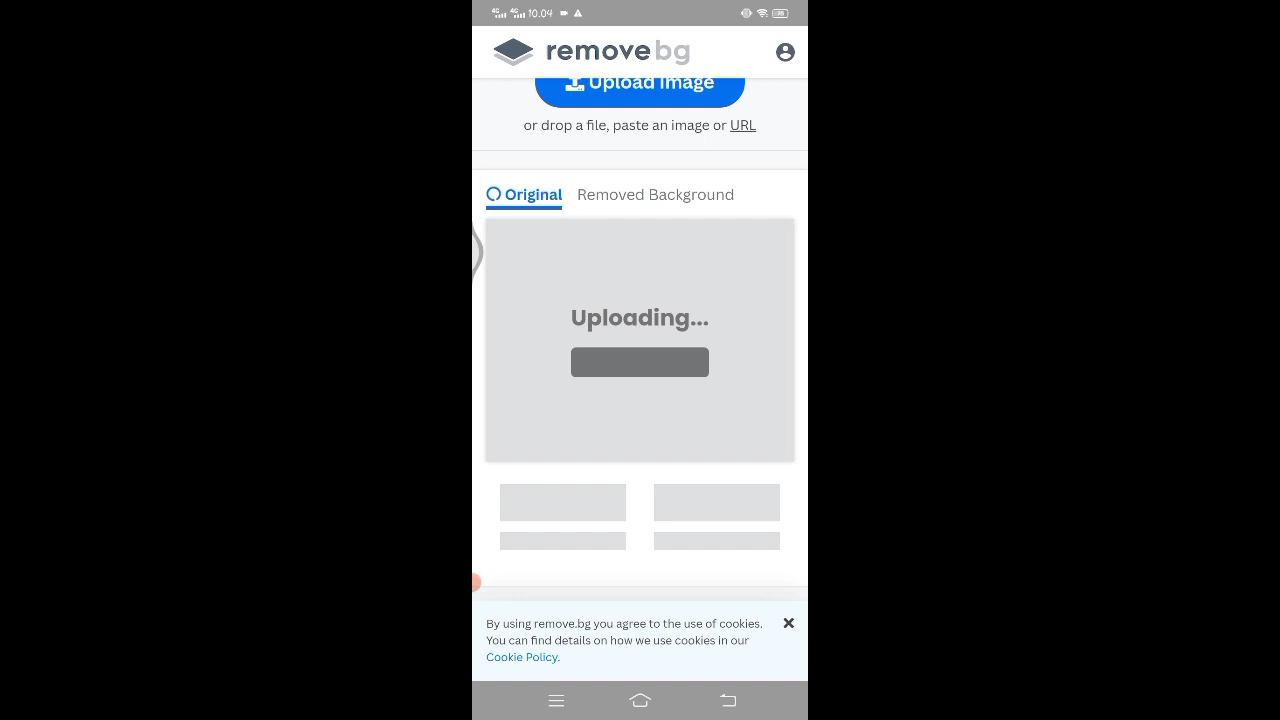 4G 4G 10.04
remove bg
Upload Image
or drop a file, paste an image or URL
Original Removed Background
Uploading...
By using remove.bg you agree to the use of cookies.
You can find details on how we use cookies in our
Cookie Policy.